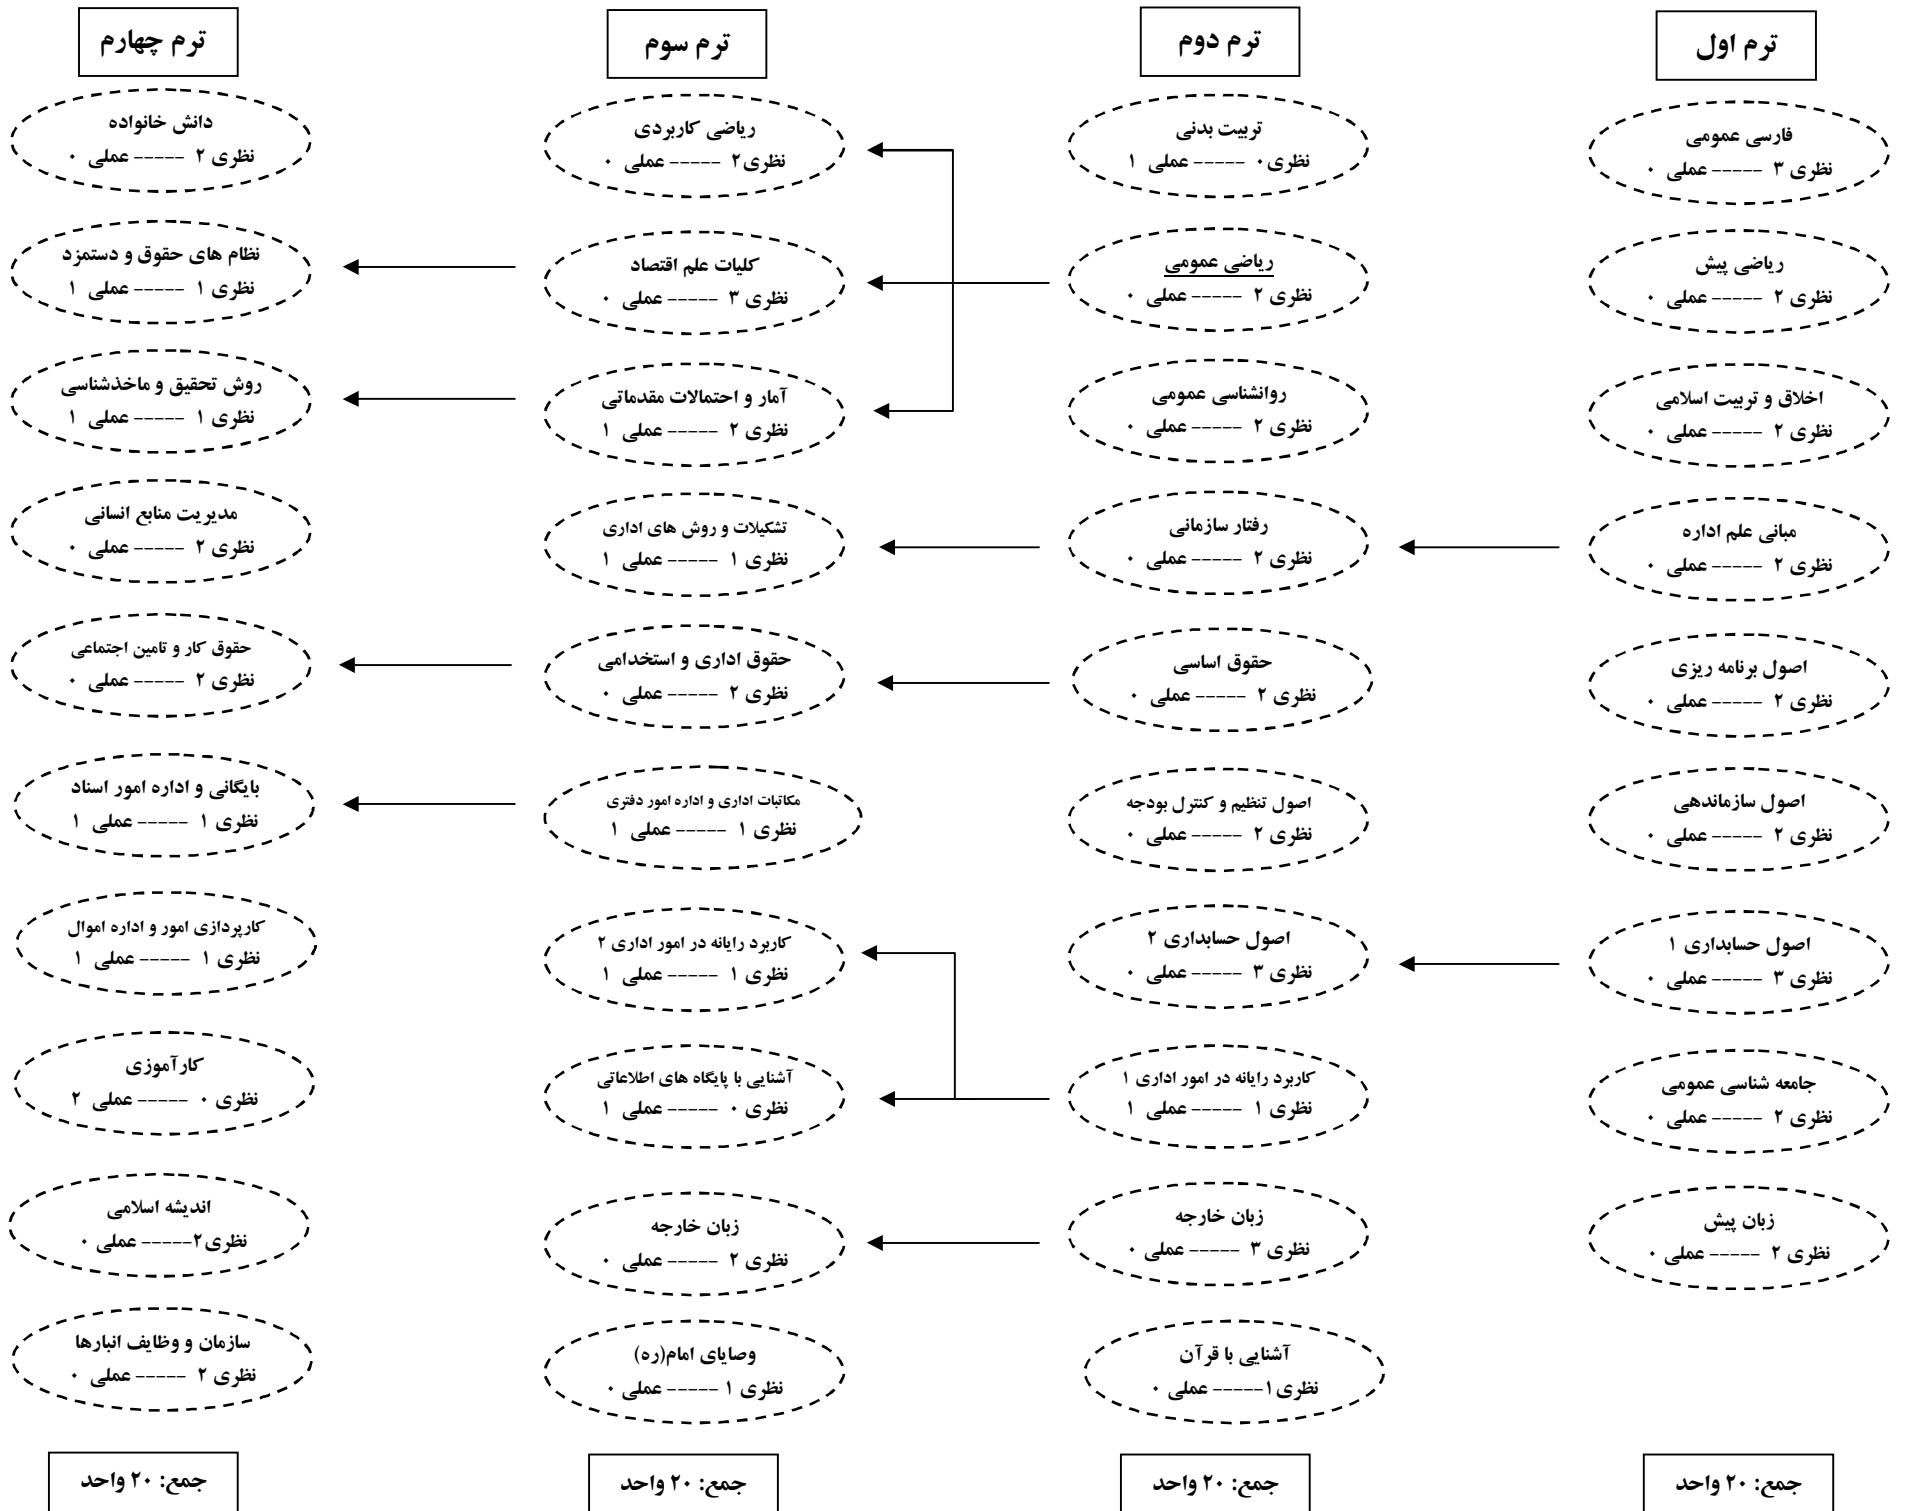 ترم اول
فارسی عمومی
نظری ۳ ----- عملی ۰
ریاضی پیش
نظری ۲ ----- عملی ۰
اخلاق و تربیت اسلامی
نظری ۲ ----- عملی ۰
مبانی علم اداره
نظری ۲ ----- عملی ۰
اصول برنامه ریزی
نظری ۲ ----- عملی ۰
اصول سازماندهی
نظری ۲ ----- عملی ۰
اصول حسابداری ۱
نظری ۳ ----- عملی ۰
جامعه شناسی عمومی
نظری ۲ ----- عملی ۰
زبان پیش
نظری ۲ ----- عملی ۰
جمع: ۲۰ واحد
ترم دوم
تربیت بدنی
نظری۰ ----- عملی ۱
ریاضی عمومی
نظری ۲ ----- عملی ۰
روانشناسی عمومی
نظری ۲ ----- عملی ۰
رفتار سازمانی
نظری ۲ ----- عملی ۰
حقوق اساسی
نظری ۲ ----- عملی ۰
اصول تنظیم و کنترل بودجه
نظری ۲ ----- عملی ۰
اصول حسابداری ۲
نظری ۳ ----- عملی ۰
کاربرد رایانه در امور اداری ۱
نظری ۱ ----- عملی ۱
زبان خارجه
نظری ۳ ----- عملی ۰
آشنایی با قرآن
نظری۱----- عملی ۰
جمع: ۲۰ واحد
ترم سوم
ریاضی کاربردی
نظری۲ ----- عملی ۰
کلیات علم اقتصاد
نظری ۳ ----- عملی ۰
آمار و احتمالات مقدماتی
نظری ۲ ----- عملی ۱
تشکیلات و روش های اداری
نظری ۱ ----- عملی ۱
حقوق اداری و استخدامی
نظری ۲ ----- عملی ۰
مکاتبات اداری و اداره امور دفتری
نظری ۱ ----- عملی ۱
کاربرد رایانه در امور اداری ۲
نظری ۱ ----- عملی ۱
آشنایی با پایگاه های اطلاعاتی
نظری ۰ ----- عملی ۱
زبان خارجه
نظری ۲ ----- عملی ۰
وصایای امام(ره)
نظری ۱ ----- عملی ۰
جمع: ۲۰ واحد
ترم چهارم
دانش خانواده
نظری ۲ ----- عملی ۰
نظام های حقوق و دستمزد
نظری ۱ ----- عملی ۱
روش تحقیق و ماخذشناسی
نظری ۱ ----- عملی ۱
مدیریت منابع انسانی
نظری ۲ ----- عملی ۰
حقوق کار و تامین اجتماعی
نظری ۲ ----- عملی ۰
بایگانی و اداره امور اسناد
نظری ۱ ----- عملی ۱
کارپردازی امور و اداره اموال
نظری ۱ ----- عملی ۱
کارآموزی
نظری ۰ ----- عملی ۲
اندیشه اسلامی
نظری۲----- عملی ۰
سازمان و وظایف انبارها
نظری ۲ ----- عملی ۰
جمع: ۲۰ واحد